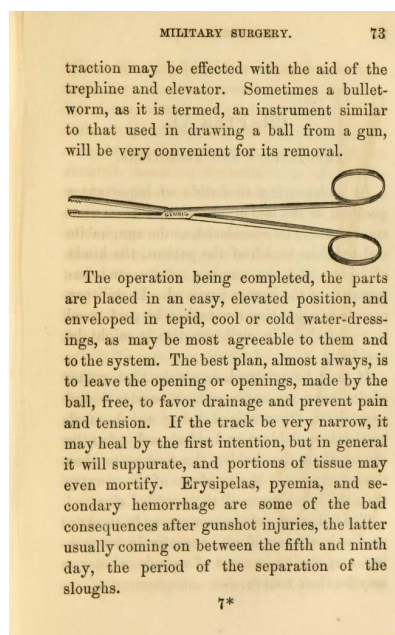 MILITARY SURGERY. 73
traction may be effected with the aid of the
trephine and elevator. Sometimes a bullet-
worm, as it is termed, an instrument similar
to that used in drawing a ball from a gun,
will be very convenient for its removal.
GEMRIG
The operation being completed, the parts
are placed in an easy, elevated position, and
enveloped in tepid, cool or cold water-dress-
ings, as may be most agreeable to them and
to the system. The best plan, almost always, is
to leave the opening or openings, made by the
ball, free, to favor drainage and prevent pain
and tension. If the track be very narrow, it
may heal by the first intention, but in general
it will suppurate, and portions of tissue may
even mortify. Erysipelas, pyemia, and se-
condary hemorrhage are some of the bad
consequences after gunshot injuries, the latter
usually coming on between the fifth and ninth
day, the period of the separation of the
sloughs.
7*